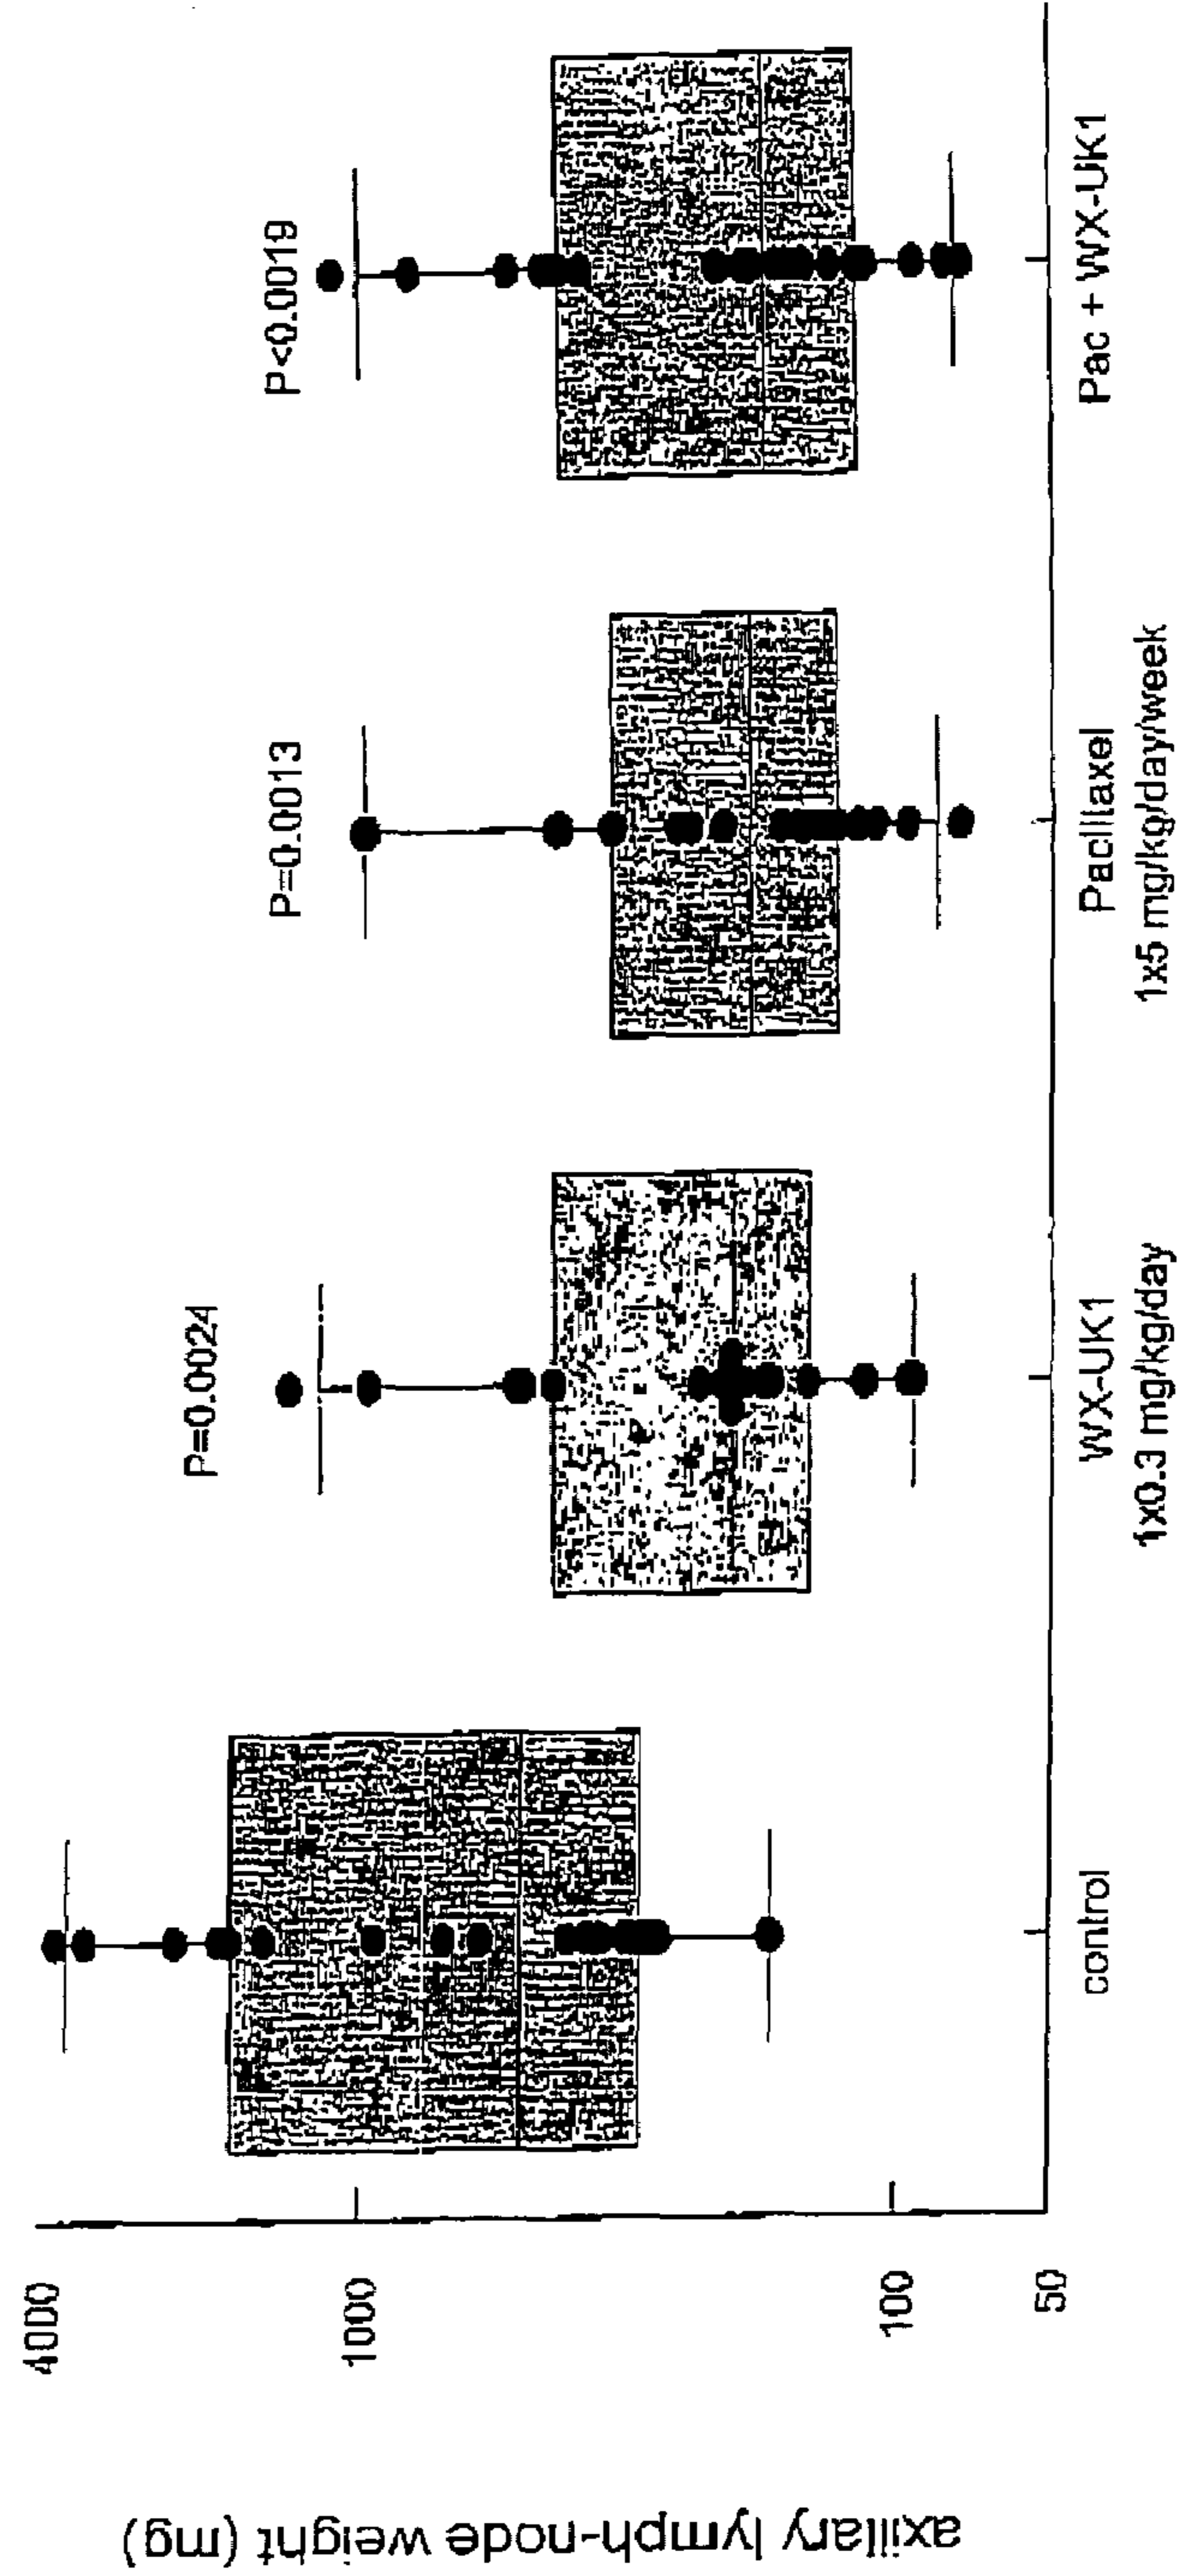 axillary lymph-node weight (mg)
4000
1000
100
50
P=0.0024
P=0.0013
P<0.0019
control
WX-UK1
1x0.3 mg/kg/day
Paclitaxel
1x5 mg/kg/day/week
Pac + WX-UK1